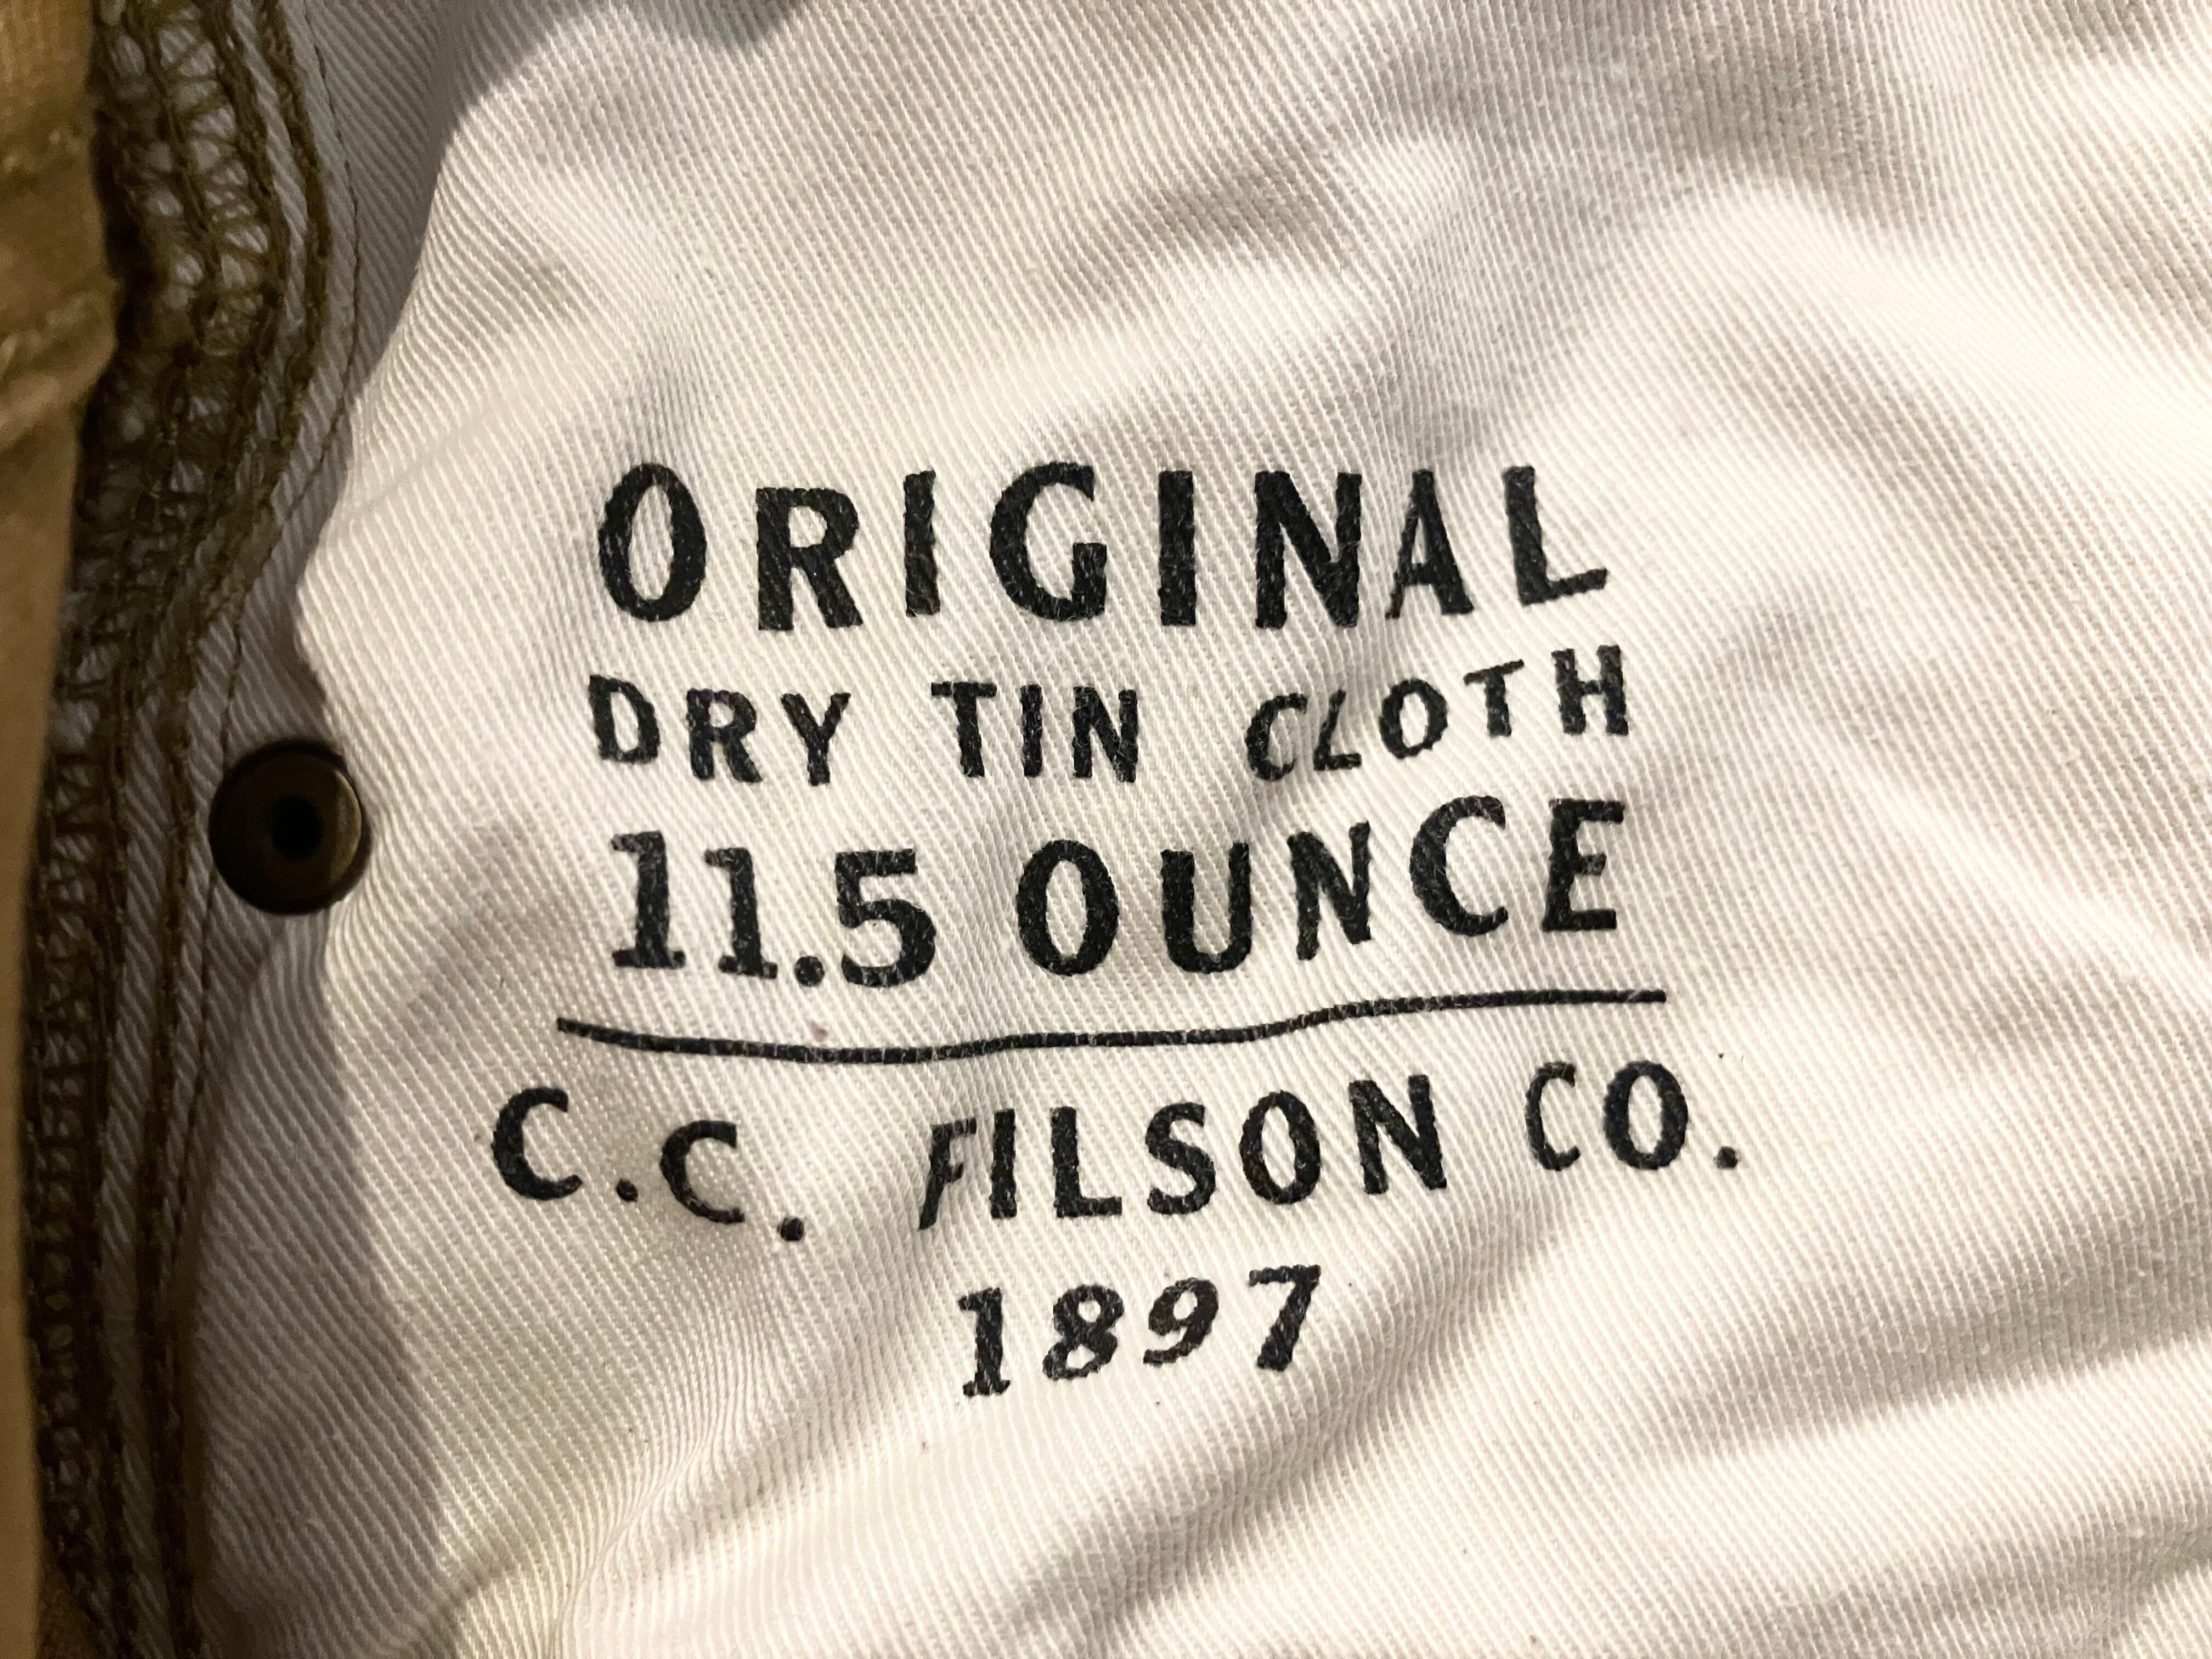 ORIGINAL
DRY TIN CLOTH
11.5 OUNCE
C.C. FILSON CO.
1897